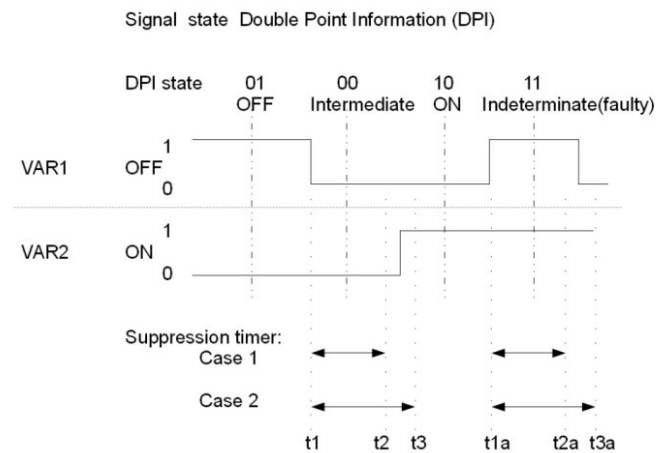 Signal state Double Point Information (DPI)
DPI state 01 00 10 11
OFF Intermediate ON Indeterminate(faulty)
1
VAR1 OFF
0
1
VAR2 ON
0
Suppression timer:
Case 1
Case 2
t1 t2 t3 t1a t2a t3a